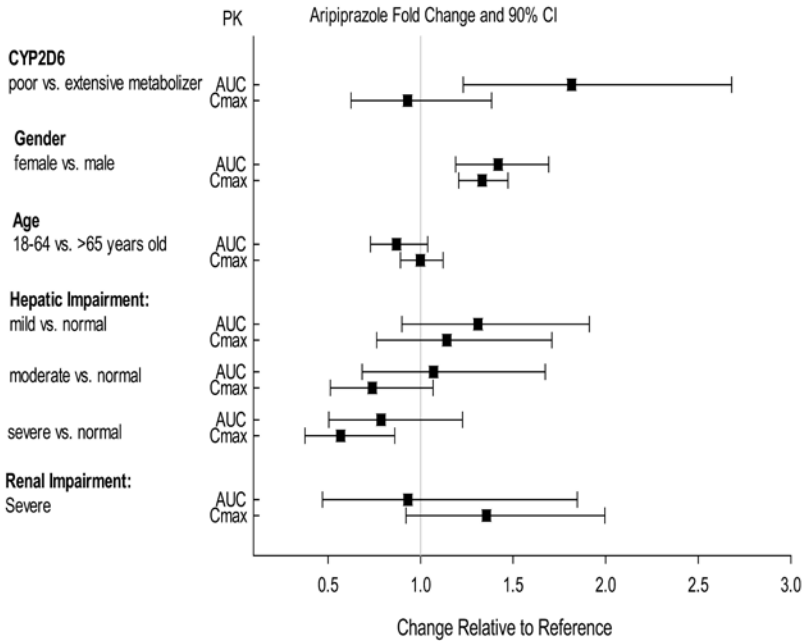 PK Aripiprazole Fold Change and 90% CI
CYP2D6
poor vs. extensive metabolizer AUC
Cmax
Gender
female vs. male AUC
Cmax
Age
18-64 vs. >65 years old AUC
Cmax
Hepatic Impairment:
mild vs. normal AUC
Cmax
moderate vs. normal AUC
Cmax
AUC
severe vs. normal Cmax
Renal Impairment:
Severe AUC
Cmax
0.5 1.0 1.5 2.0 2.5 3.0
Change Relative to Reference